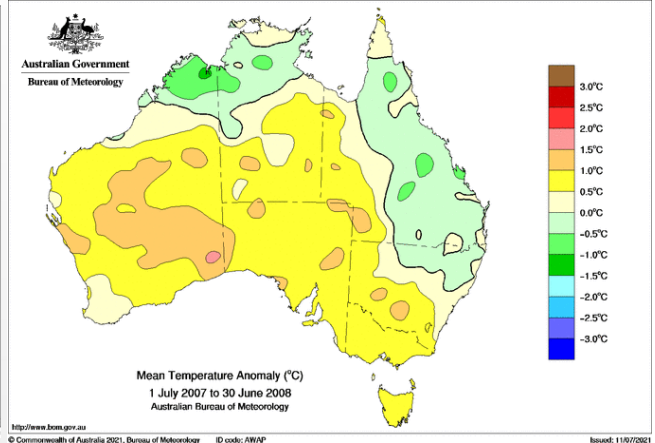 Australian Government
Bureau of Meteorology
3.0°C
2.5°C
2.0°C
1.5°C
1.0°C
0.5°C
0.0°C
-0.5°C
-1.0°C
-1.5°C
-2.0°C
-2.5°C
-3.0°C
Mean Temperature Anomaly (°C)
1 July 2007 to 30 June 2008
Australian Bureau of Meteorology
http://www.bom.gov.au
© Commonwealth of Australia 2021, Bureau of Meteorology ID code: AWAP Issued: 11/07/2021